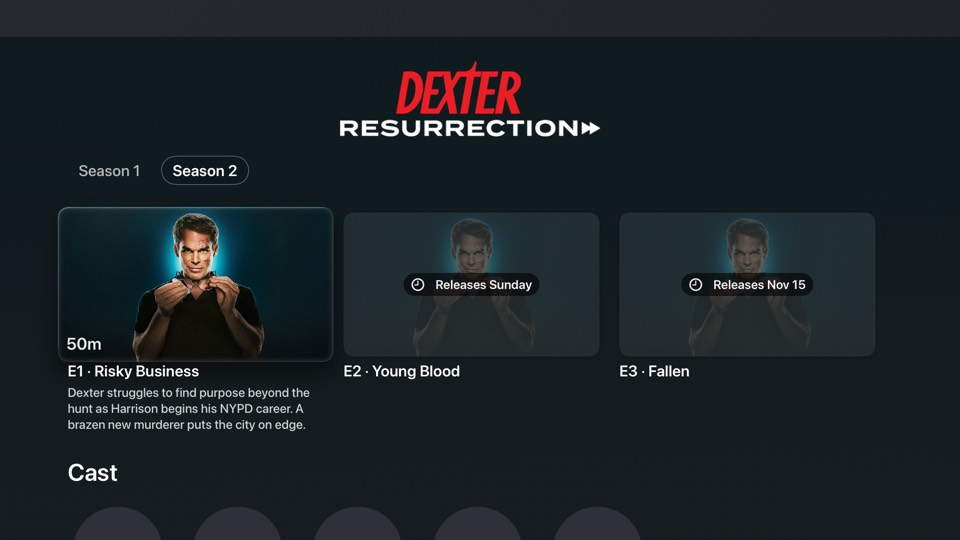 DEXTER
RESURRECTION
Season 1
Season 2
50m
Releases Sunday
Releases Nov 15
E1 · Risky Business
E2 · Young Blood
E3 · Fallen
Dexter struggles to find purpose beyond the
hunt as Harrison begins his NYPD career. A
brazen new murderer puts the city on edge.
Cast